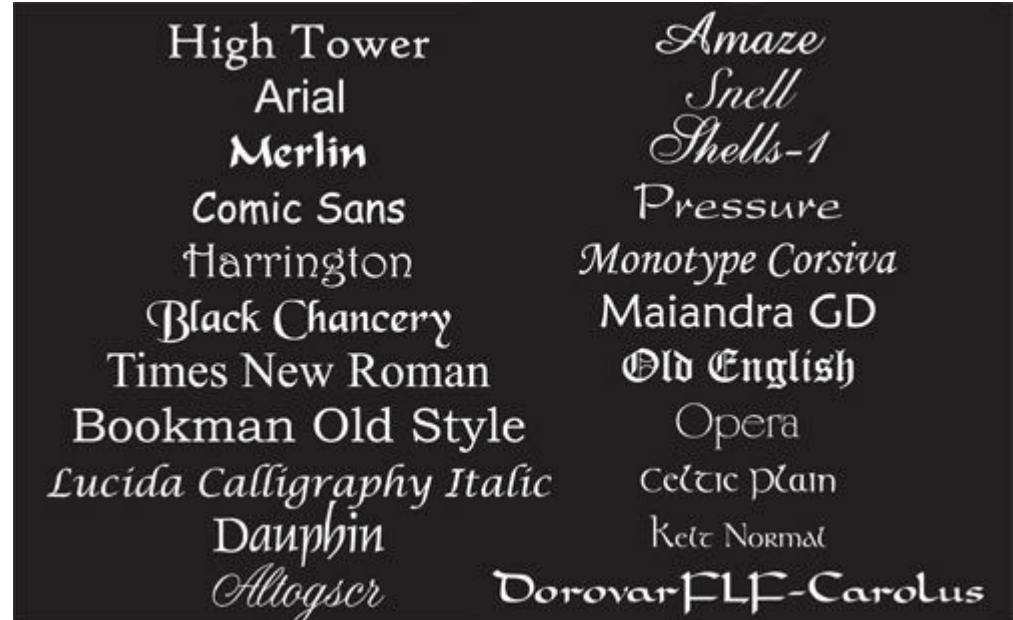 High Tower
Arial
Merlin
Comic Sans
Harrington
Black Chancery
Times New Roman
Bookman Old Style
Lucida Calligraphy Italic
Dauphin
Altogscr
Amaze
Snell
Shells-1
Pressure
Monotype Corsiva
Maiandra GD
Old English
Opera
Celtic Plain
Kelt Normal
DorovarFLF-Carolus